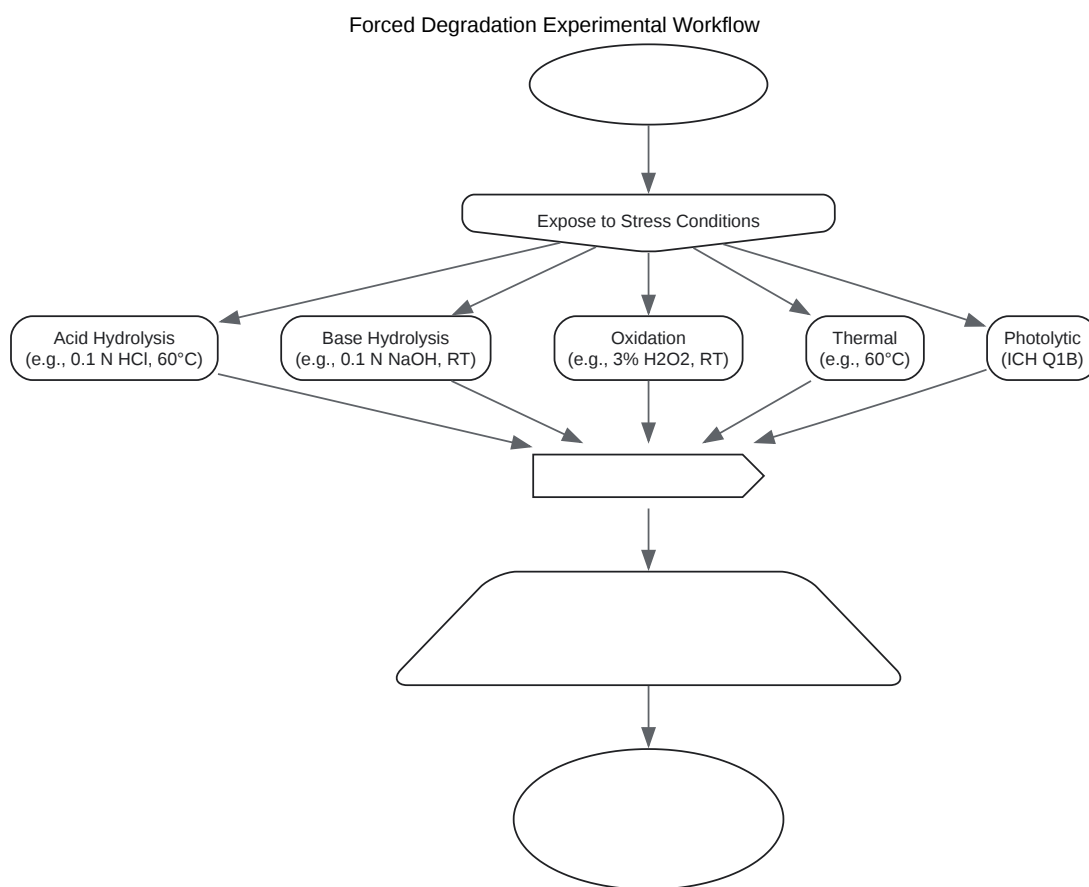 Forced Degradation Experimental Workflow
Expose to Stress Conditions
Acid Hydrolysis
(e.g., 0.1 N HCl, 60°C)
Base Hydrolysis
(e.g., 0.1 N NaOH, RT)
Oxidation
(e.g., 3% H2O2, RT)
Thermal
(e.g., 60°C)
Photolytic
(ICH Q1B)